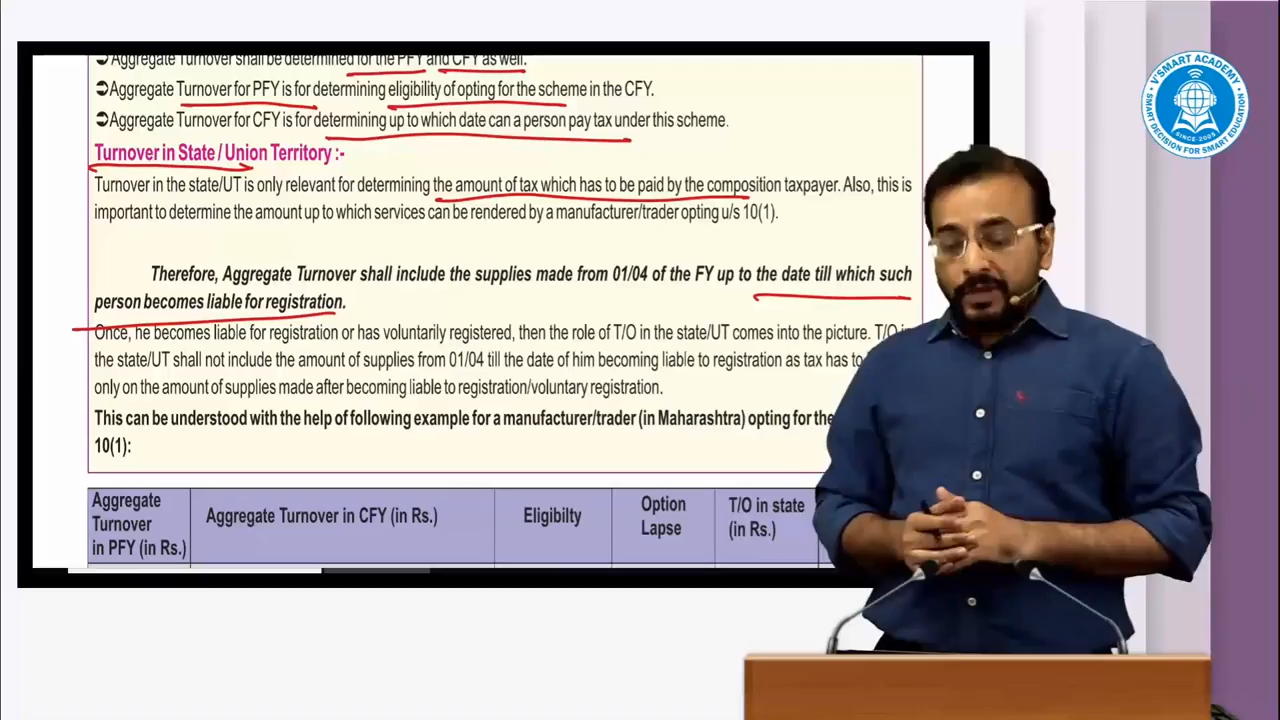 ➲Aggregate Turnover shall be determined for the PFY and CFY as well.
➲Aggregate Turnover for PFY is for determining eligibility of opting for the scheme in the CFY.
➲Aggregate Turnover for CFY is for determining up to which date can a person pay tax under this scheme.
Turnover in State / Union Territory :-
Turnover in the state/UT is only relevant for determining the amount of tax which has to be paid by the composition taxpayer. Also, this is
important to determine the amount up to which services can be rendered by a manufacturer/trader opting u/s 10(1).
Therefore, Aggregate Turnover shall include the supplies made from 01/04 of the FY up to the date till which such
person becomes liable for registration.
Once, he becomes liable for registration or has voluntarily registered, then the role of T/O in the state/UT comes into the picture. T/O in
the state/UT shall not include the amount of supplies from 01/04 till the date of him becoming liable to registration as tax has to
only on the amount of supplies made after becoming liable to registration/voluntary registration.
This can be understood with the help of following example for a manufacturer/trader (in Maharashtra) opting for the
10(1):
Aggregate Turnover in PFY (in Rs.)
Aggregate Turnover in CFY (in Rs.)
Eligibilty
Option Lapse
T/O in state (in Rs.)
V'SMART ACADEMY
SMART DECISION FOR SMART EDUCATION
SINCE-2005